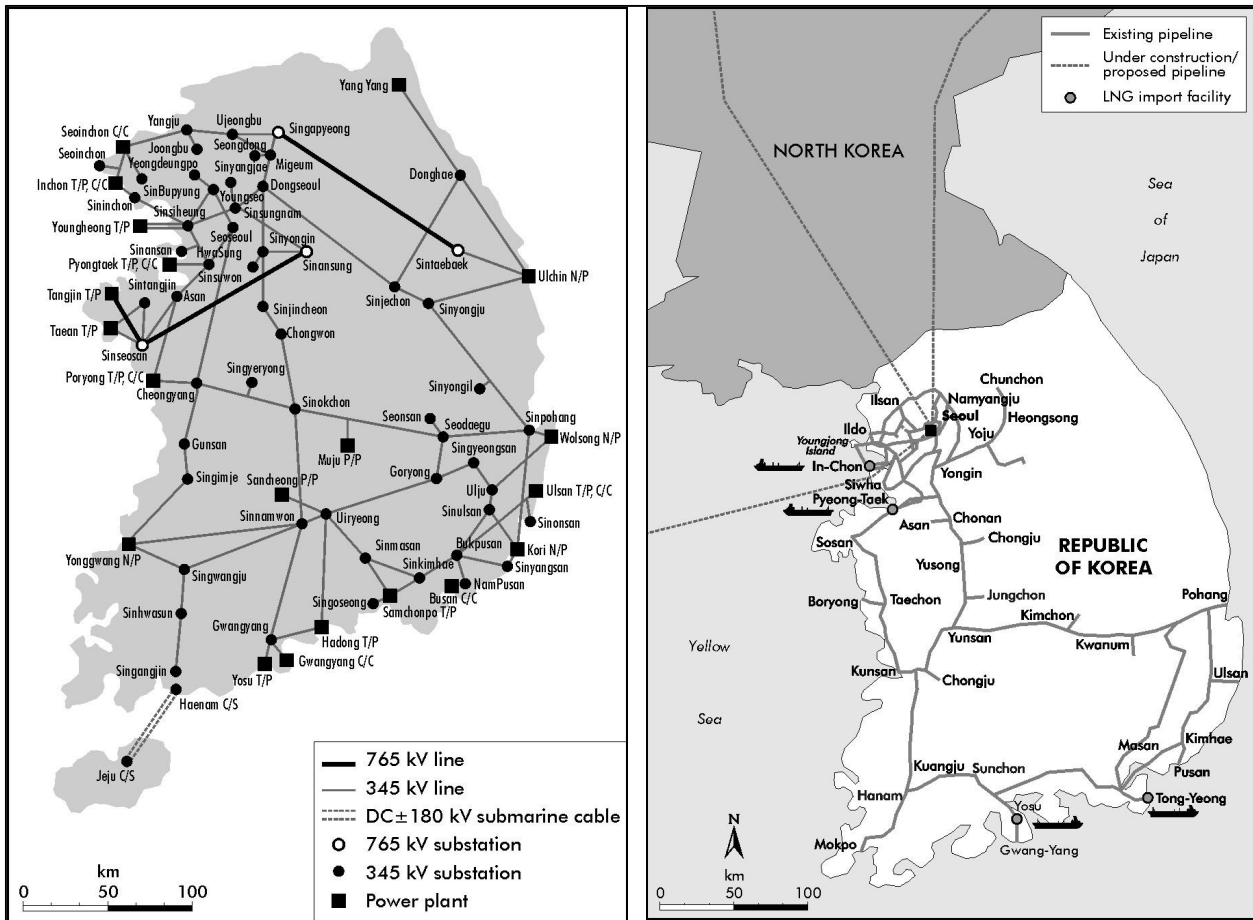 Yang Yang
Seoinchon C/C
Yangju
Ujeongbu
Singapyeong
Seongdong
Joongbu
Seoinchon
Yeongdeungpo
Sinyangjae
Migeum
Donghae
Inchon T/P, C/C
SinBupyung
Youngseo
Dongseoul
Sininchon
Sinsiheung
Sinsungnam
Youngheong T/P
Seoseoul
Sinyongin
Sinansan
HwaSung
Sinansung
Sintaebaek
Pyongtaek T/P, C/C
Sinsuwon
Ulchin N/P
Sintangjin
Tangjin T/P
Asan
Sinjincheon
Sinjechon
Sinyongju
Taean T/P
Chongwon
Sinseosan
Poryong T/P, C/C
Singyeryong
Cheongyang
Sinyongil
Sinokchon
Seonsan
Seodaegu
Sinpohang
Gunsan
Wolsong N/P
Muju P/P
Singyeongsan
Singimje
Goryong
Sancheong P/P
Ulju
Ulsan T/P, C/C
Sinnamwon
Uiryeong
Sinulsan
Sinonsan
Yonggwang N/P
Sinmasan
Bukpusan
Kori N/P
Singwangju
Sinkimhae
Sinyangsan
Busan C/C
NamPusan
Sinhwasun
Singoseong
Samchonpo T/P
Gwangyang
Hadong T/P
Gwangyang C/C
Singangjin
Yosu T/P
Haenam C/S
Jeju C/S
765 kV line
345 kV line
DC±180 kV submarine cable
765 kV substation
345 kV substation
Power plant
km
0 50 100
Existing pipeline
Under construction/
proposed pipeline
LNG import facility
NORTH KOREA
Sea
of
Japan
Chunchon
Ilsan
Namyangju
Seoul
Heongsong
Ildo
Youngjong
Island
Yoju
In-Chon
Yongin
Siwha
Pyeong-Taek
Asan
Chonan
Sosan
Chongju
REPUBLIC
OF KOREA
Yusong
Boryong
Taechon
Jungchon
Pohang
Kimchon
Yunsan
Kwanum
Yellow
Sea
Kunsan
Chongju
Ulsan
Masan
Kimhae
Kuangju
Sunchon
Pusan
Hanam
Tong-Yeong
Yosu
N
Mokpo
Gwang-Yang
km
0 50 100